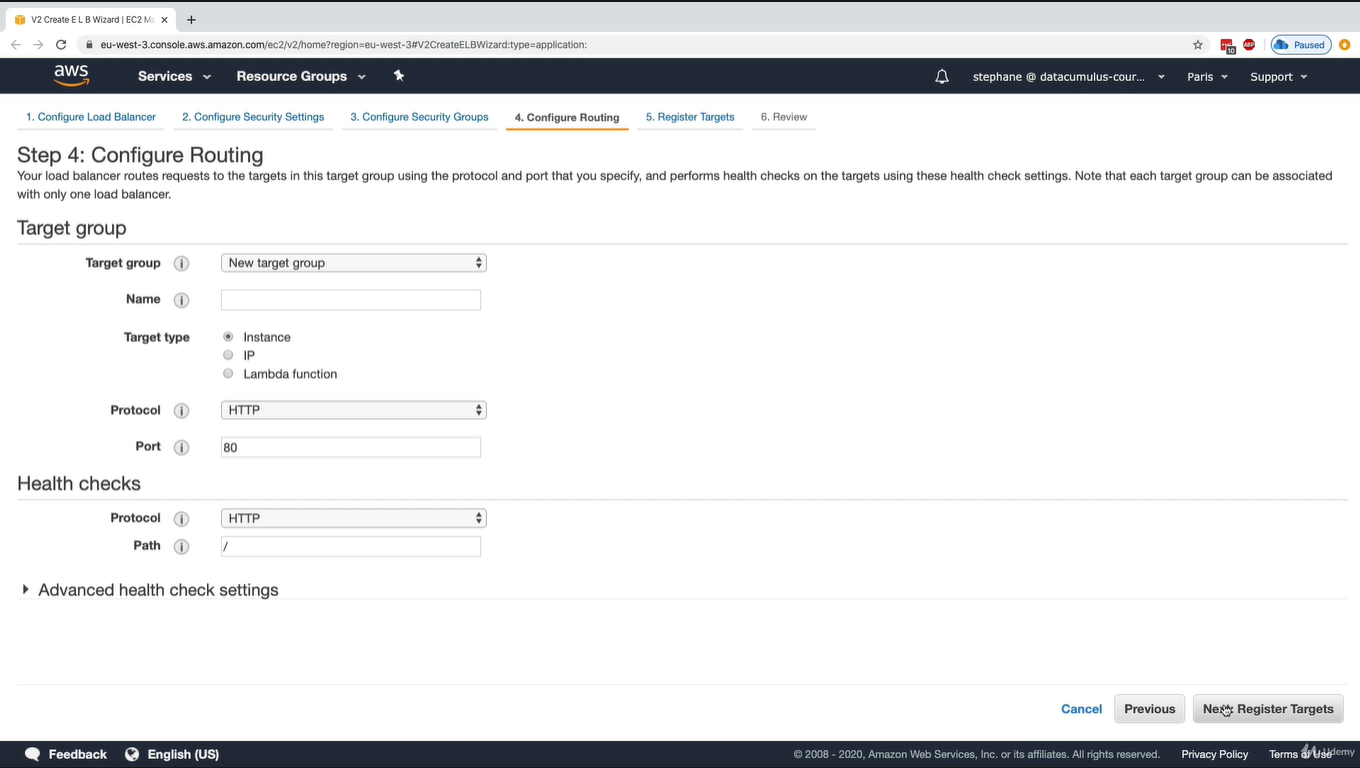 V2 Create E L B Wizard | EC2 Ma
eu-west-3.console.aws.amazon.com/ec2/v2/home?region=eu-west-3#V2CreateELBWizard:type=application:
10
ABP
Paused
aws
Services
Resource Groups
stephane @ datacumulus-cour...
Paris
Support
1. Configure Load Balancer
2. Configure Security Settings
3. Configure Security Groups
4. Configure Routing
5. Register Targets
6. Review
Step 4: Configure Routing
Your load balancer routes requests to the targets in this target group using the protocol and port that you specify, and performs health checks on the targets using these health check settings. Note that each target group can be associated
with only one load balancer.
Target group
Target group i New target group
Name i
Target type Instance
IP
Lambda function
Protocol i HTTP
Port i 80
Health checks
Protocol i HTTP
Path i /
Advanced health check settings
Cancel
Previous
Next: Register Targets
Feedback
English (US)
© 2008 - 2020, Amazon Web Services, Inc. or its affiliates. All rights reserved.
Privacy Policy
Terms of Use
Udemy